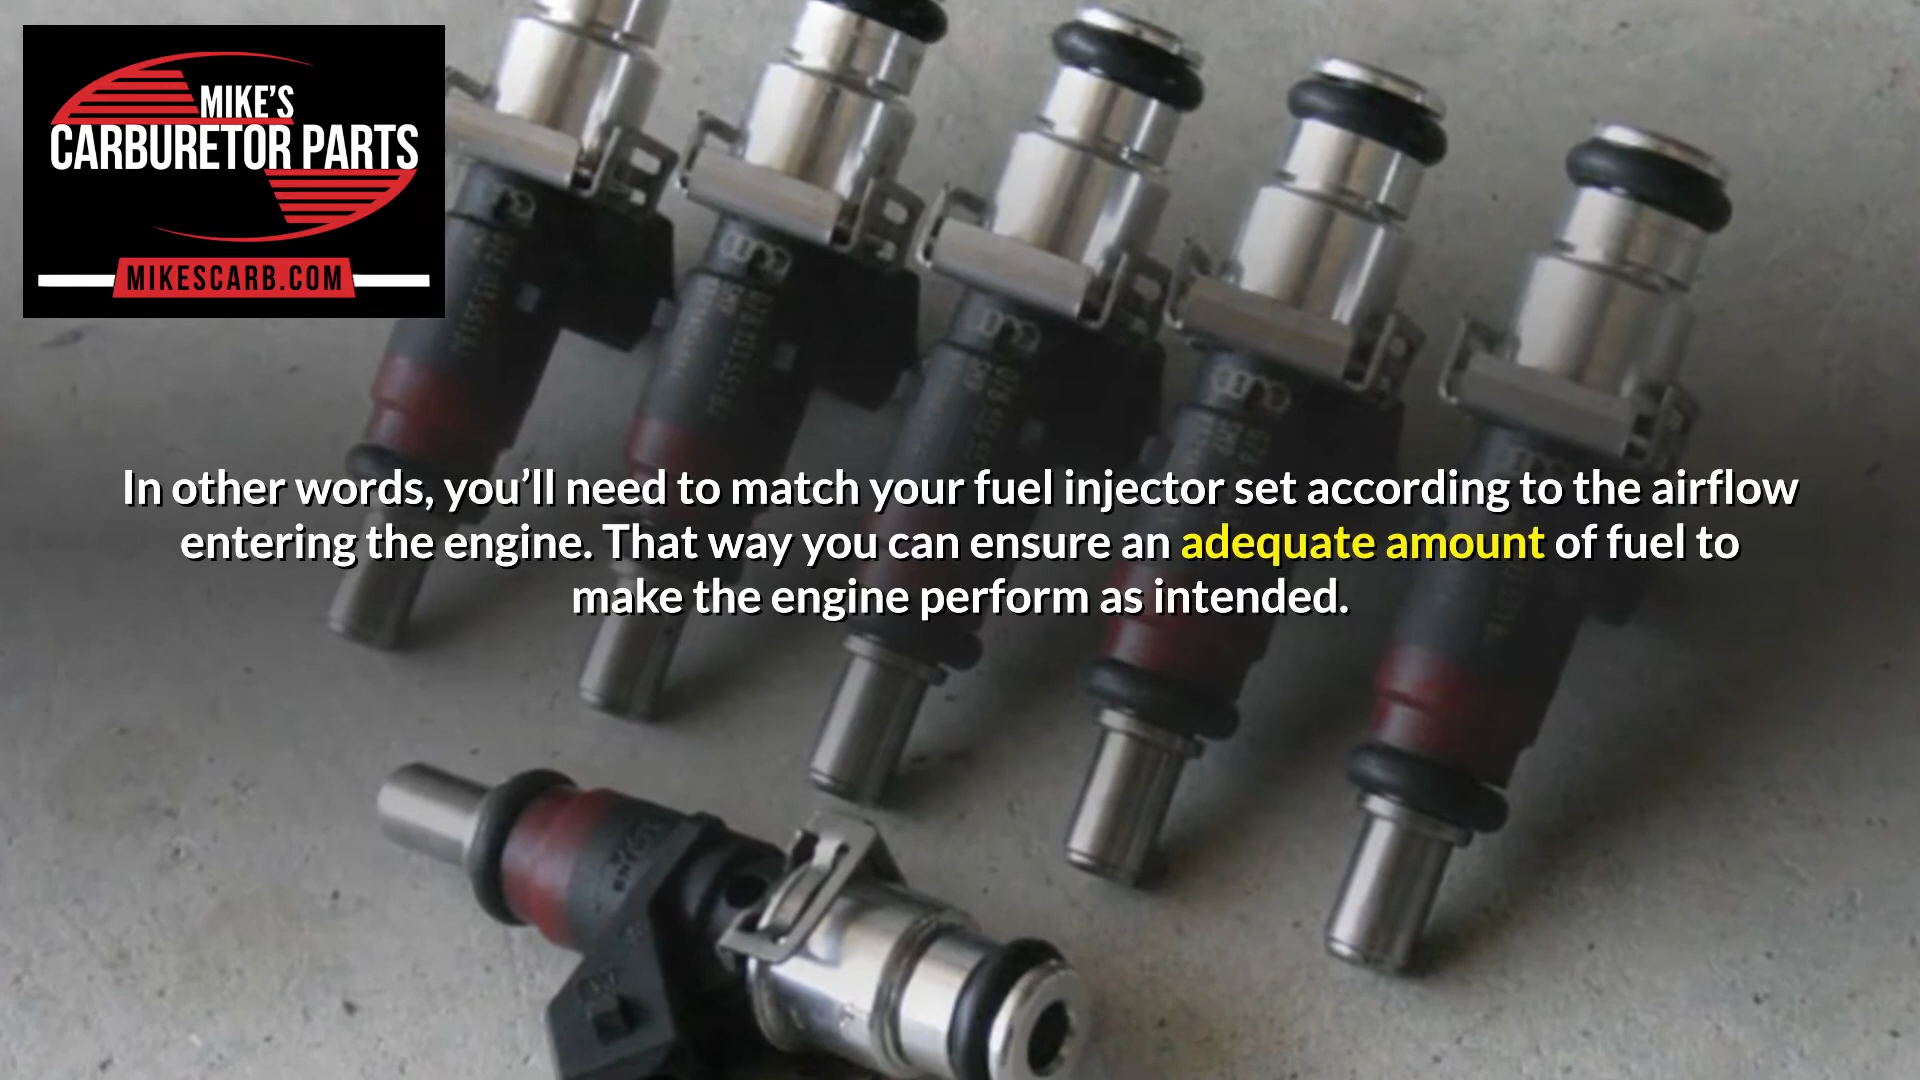 MIKE'S
CARBURETOR PARTS
MIKESCARB.COM
In other words, you’ll need to match your fuel injector set according to the airflow
entering the engine. That way you can ensure an adequate amount of fuel to
make the engine perform as intended.